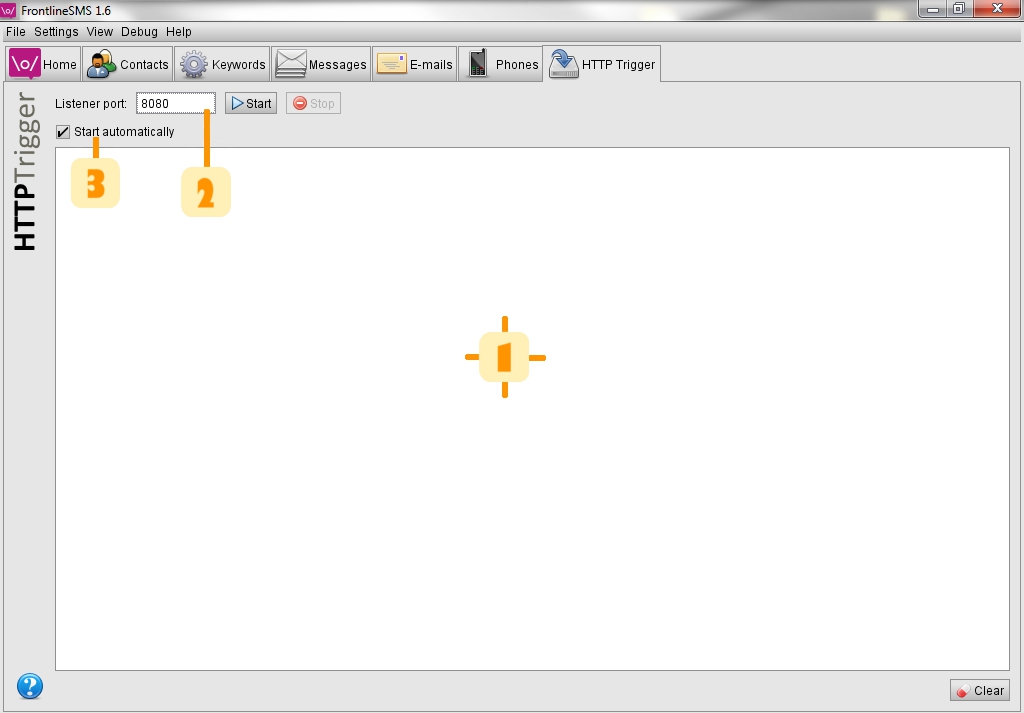 \o/ FrontlineSMS 1.6
File Settings View Debug Help
\o/ Home Contacts Keywords Messages E-mails Phones HTTP Trigger
HTTPTrigger
Listener port: 8080 Start Stop
Start automatically
3 2
1
? Clear